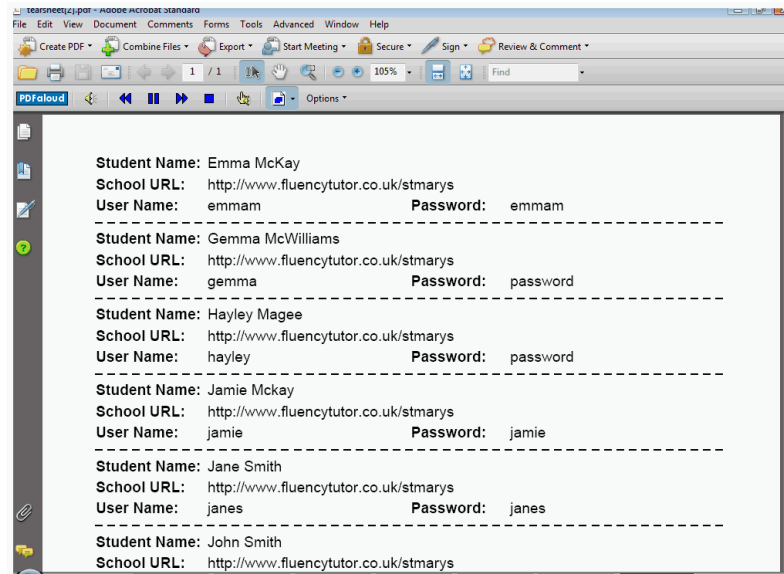 tearsheet[2].pdf - Adobe Acrobat Standard
File Edit View Document Comments Forms Tools Advanced Window Help
Create PDF Combine Files Export Start Meeting Secure Sign Review & Comment
1 / 1 105% Find
PDFaloud Options
Student Name: Emma McKay
School URL: http://www.fluencytutor.co.uk/stmarys
User Name: emmam Password: emmam
Student Name: Gemma McWilliams
School URL: http://www.fluencytutor.co.uk/stmarys
User Name: gemma Password: password
Student Name: Hayley Magee
School URL: http://www.fluencytutor.co.uk/stmarys
User Name: hayley Password: password
Student Name: Jamie Mckay
School URL: http://www.fluencytutor.co.uk/stmarys
User Name: jamie Password: jamie
Student Name: Jane Smith
School URL: http://www.fluencytutor.co.uk/stmarys
User Name: janes Password: janes
Student Name: John Smith
School URL: http://www.fluencytutor.co.uk/stmarys